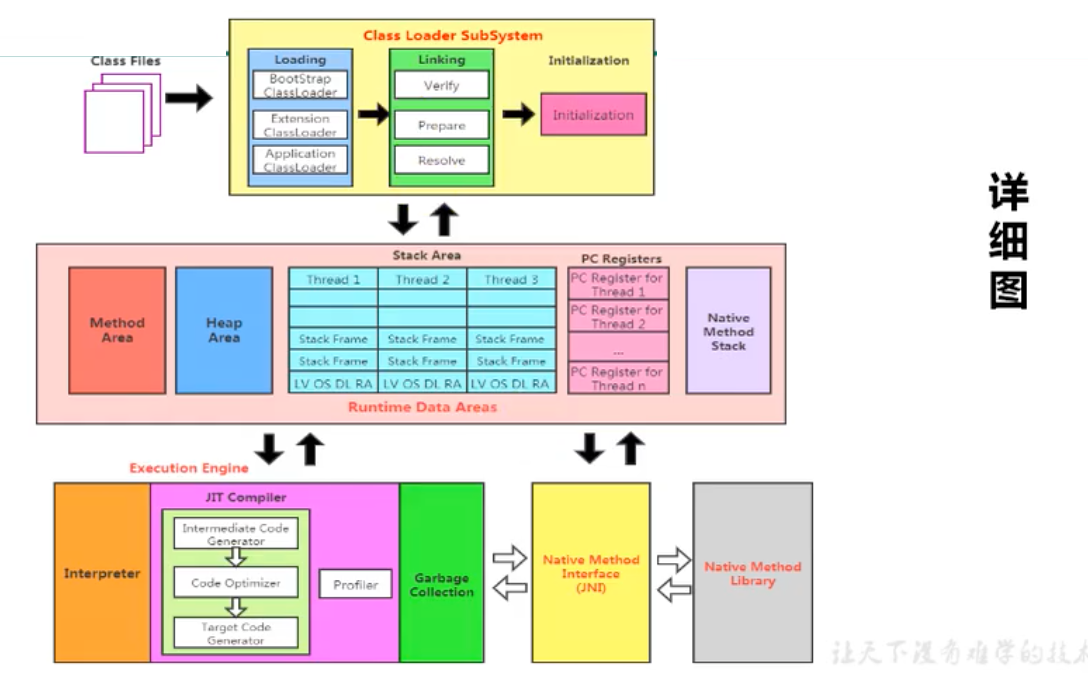 Class Loader SubSystem
Class Files
Loading
BootStrap
ClassLoader
Extension
ClassLoader
Application
ClassLoader
Linking
Verify
Prepare
Resolve
Initialization
Initialization
详
细
图
Method
Area
Heap
Area
Stack Area
Thread 1 Thread 2 Thread 3
Stack Frame Stack Frame Stack Frame
Stack Frame Stack Frame Stack Frame
LV OS DL RA LV OS DL RA LV OS DL RA
PC Registers
PC Register for
Thread 1
PC Register for
Thread 2
...
PC Register for
Thread n
Native
Method
Stack
Runtime Data Areas
Execution Engine
Interpreter
JIT Compiler
Intermediate Code
Generator
Code Optimizer
Target Code
Generator
Profiler
Garbage
Collection
Native Method
Interface
(JNI)
Native Method
Library
让天下没有难学的技术